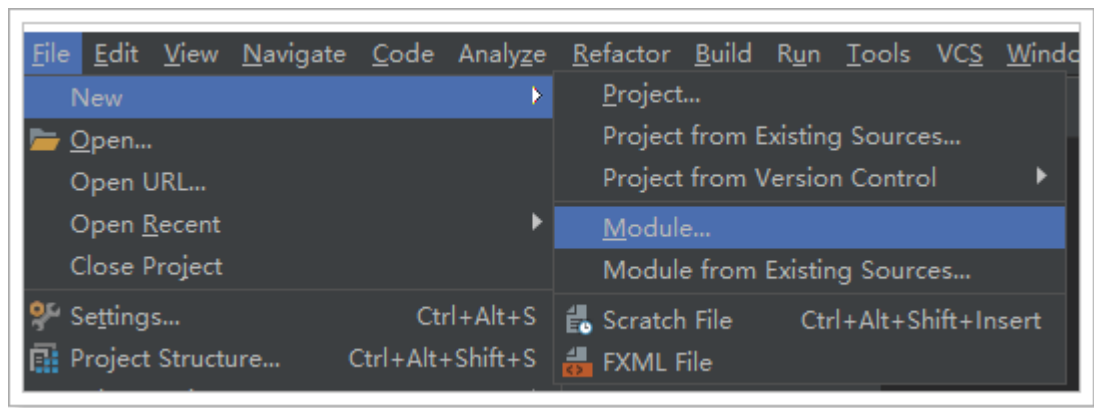 File Edit View Navigate Code Analyze Refactor Build Run Tools VCS Windo
New
Open...
Open URL...
Open Recent
Close Project
Settings... Ctrl+Alt+S
Project Structure... Ctrl+Alt+Shift+S
Project...
Project from Existing Sources...
Project from Version Control
Module...
Module from Existing Sources...
Scratch File Ctrl+Alt+Shift+Insert
FXML File